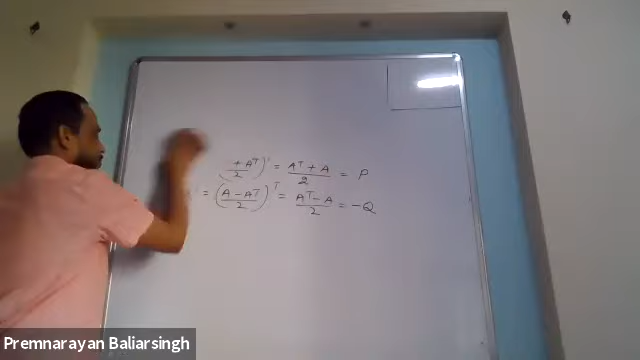 +Aᵀ/2)' = Aᵀ+A/2 = P
= (A-Aᵀ/2)ᵀ = Aᵀ-A/2 = -Q
Premnarayan Baliarsingh